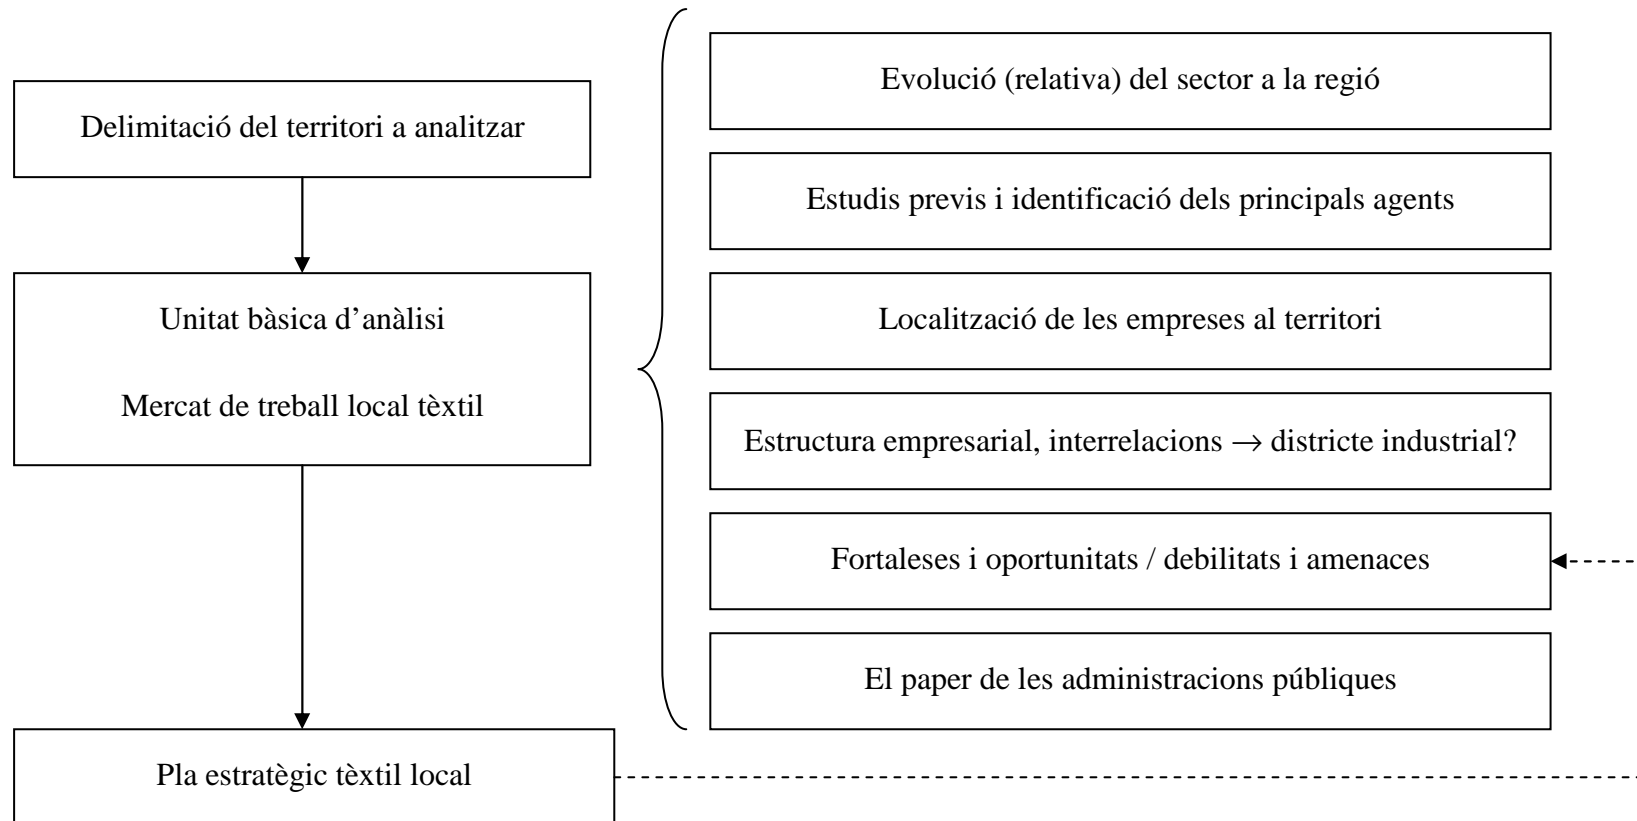 Delimitació del territori a analitzar
Unitat bàsica d’anàlisi
Mercat de treball local tèxtil
Pla estratègic tèxtil local
Evolució (relativa) del sector a la regió
Estudis previs i identificació dels principals agents
Localització de les empreses al territori
Estructura empresarial, interrelacions → districte industrial?
Fortaleses i oportunitats / debilitats i amenaces
El paper de les administracions públiques